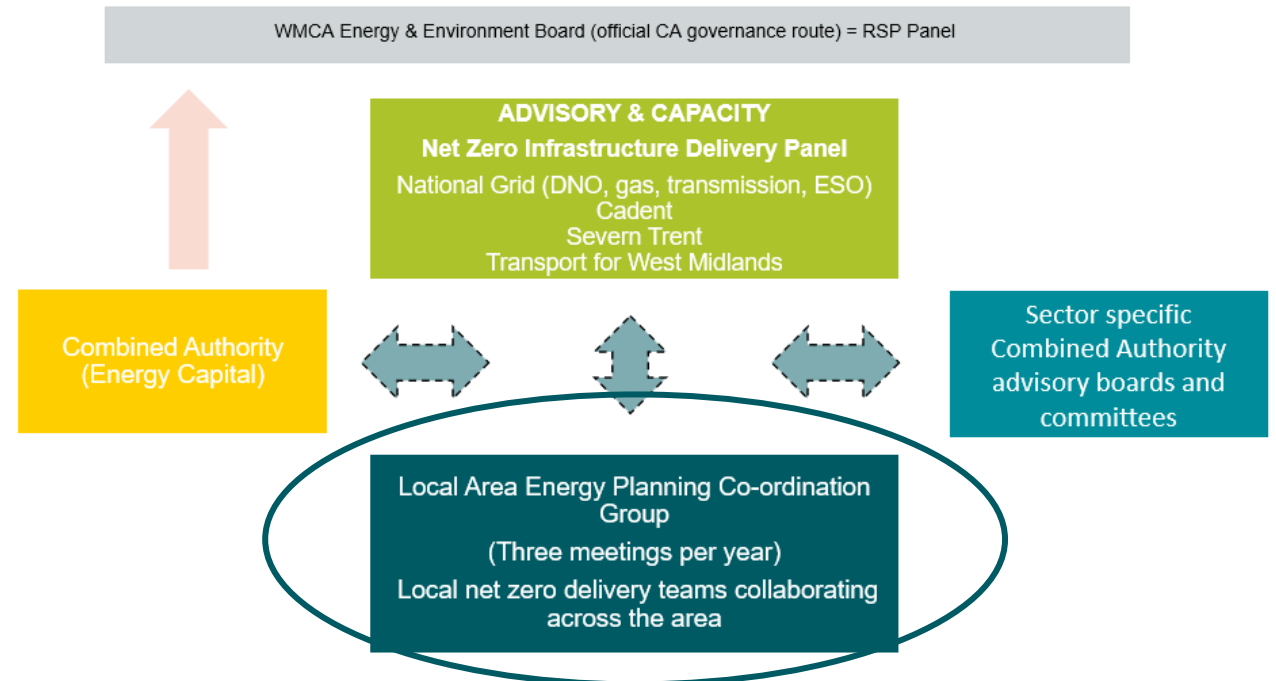 WMCA Energy & Environment Board (official CA governance route) = RSP Panel
ADVISORY & CAPACITY
Net Zero Infrastructure Delivery Panel
National Grid (DNO, gas, transmission, ESO)
Cadent
Severn Trent
Transport for West Midlands
Combined Authority
(Energy Capital)
Sector specific
Combined Authority
advisory boards and
committees
Local Area Energy Planning Co-ordination
Group
(Three meetings per year)
Local net zero delivery teams collaborating
across the area